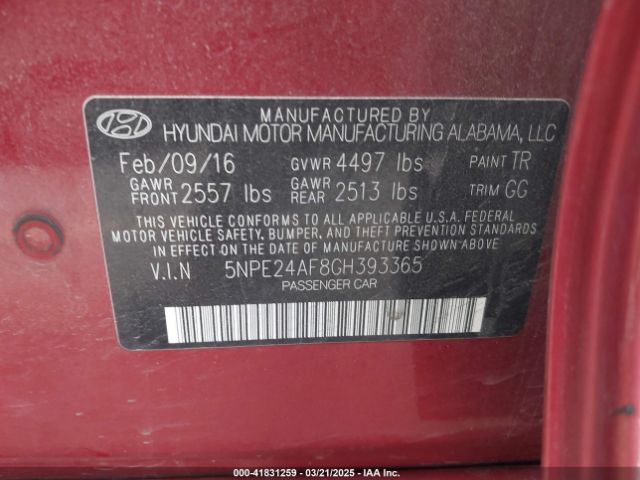 MANUFACTURED BY
HYUNDAI MOTOR MANUFACTURING ALABAMA, LLC
Feb/09/16 GVWR 4497 lbs PAINT TR
GAWR FRONT 2557 lbs GAWR REAR 2513 lbs TRIM GG
THIS VEHICLE CONFORMS TO ALL APPLICABLE U.S.A. FEDERAL
MOTOR VEHICLE SAFETY, BUMPER, AND THEFT PREVENTION STANDARDS
IN EFFECT ON THE DATE OF MANUFACTURE SHOWN ABOVE
V.I.N 5NPE24AF8GH393365
PASSENGER CAR
000-41831259 - 03/21/2025 - IAA Inc.